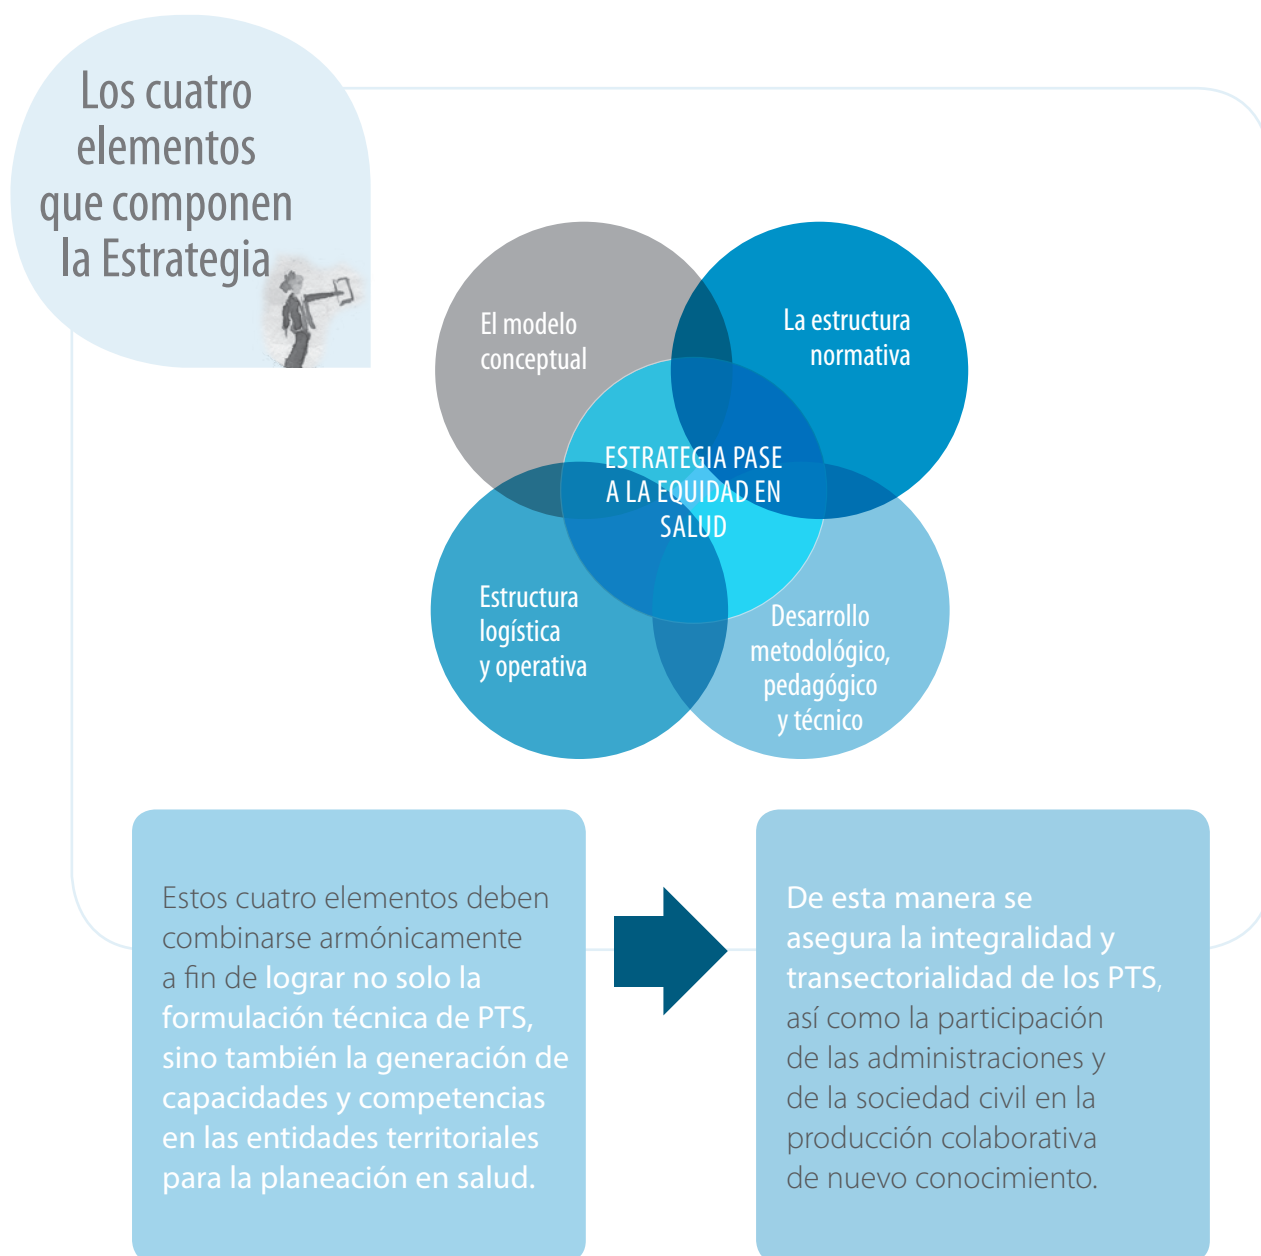 Los cuatro
elementos
que componen
la Estrategia
El modelo
conceptual
La estructura
normativa
ESTRATEGIA PASE
A LA EQUIDAD EN
SALUD
Estructura
logística
y operativa
Desarrollo
metodológico,
pedagógico
y técnico
Estos cuatro elementos deben
combinarse armónicamente
a fin de lograr no solo la
formulación técnica de PTS,
sino también la generación de
capacidades y competencias
en las entidades territoriales
para la planeación en salud.
De esta manera se
asegura la integralidad y
transectorialidad de los PTS,
así como la participación
de las administraciones y
de la sociedad civil en la
producción colaborativa
de nuevo conocimiento.